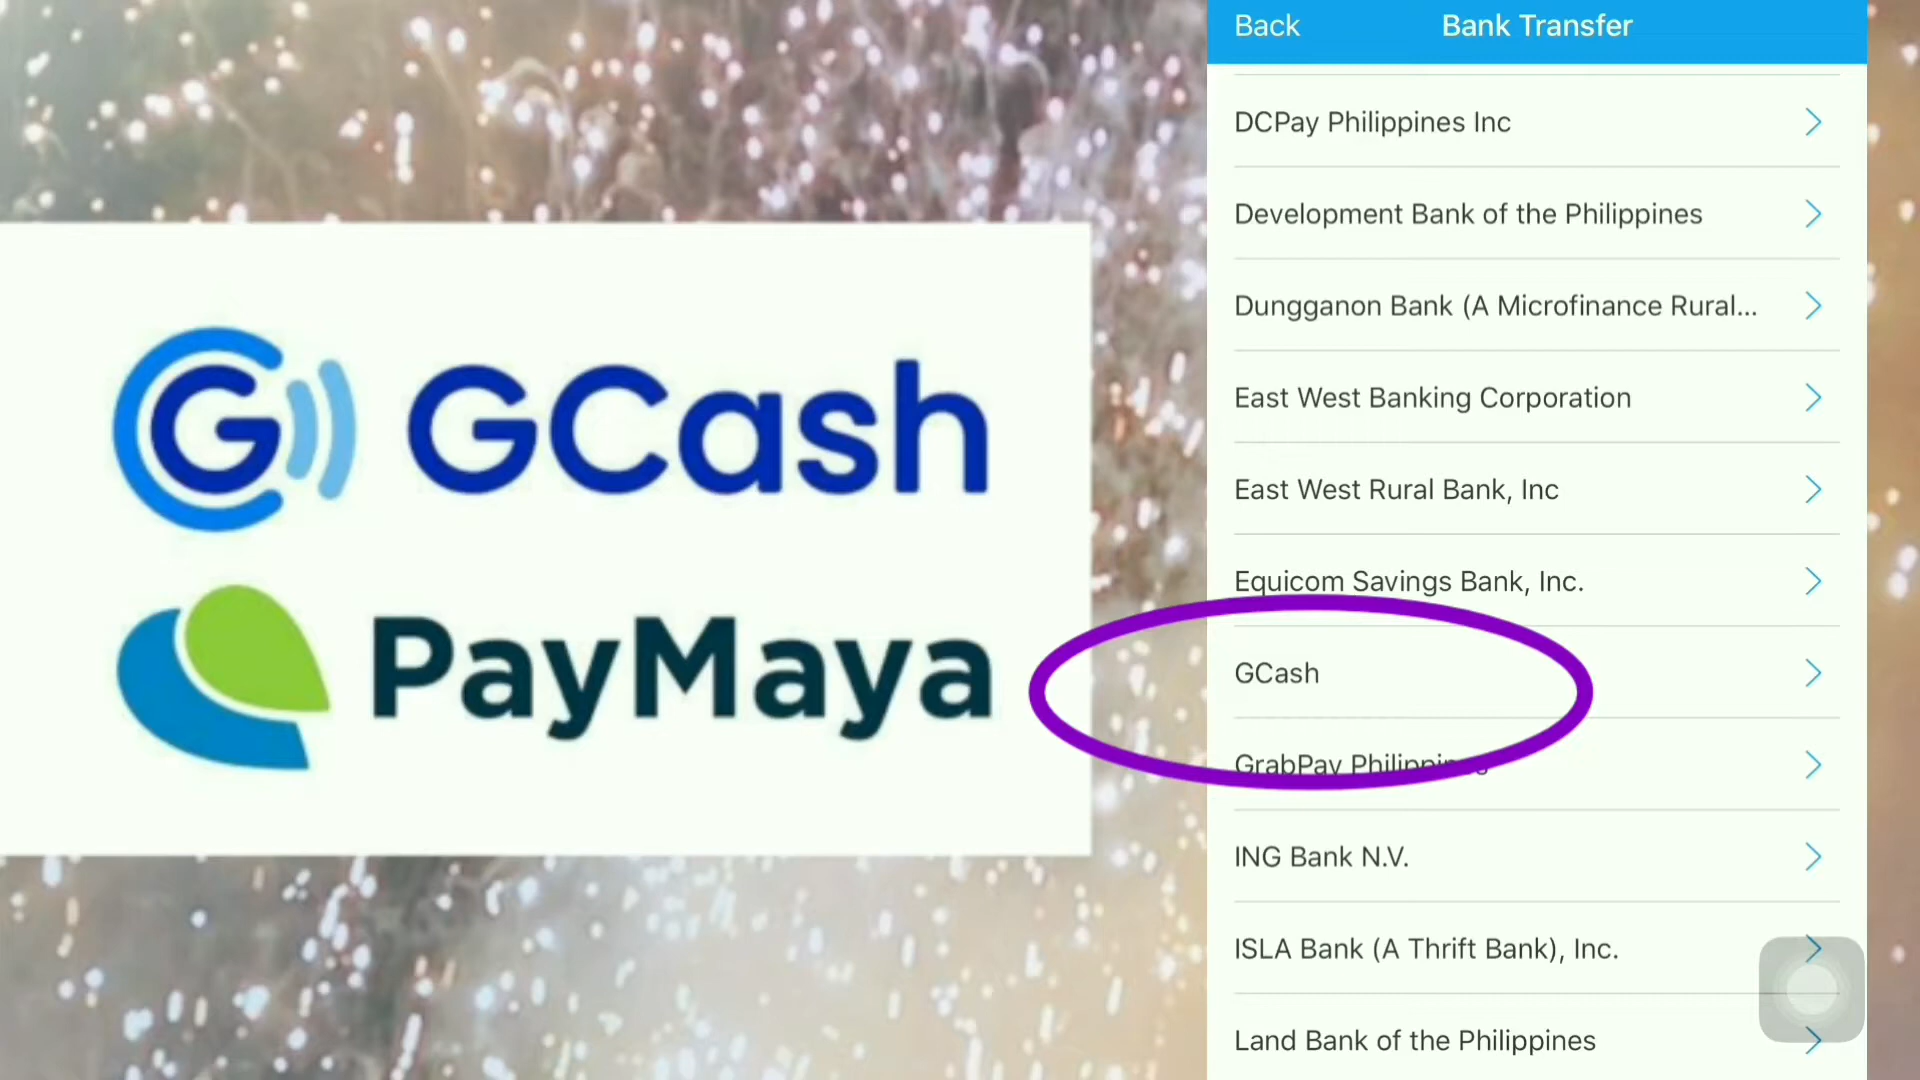 GCash
PayMaya
Back
Bank Transfer
DCPay Philippines Inc
Development Bank of the Philippines
Dungganon Bank (A Microfinance Rural...
East West Banking Corporation
East West Rural Bank, Inc
Equicom Savings Bank, Inc.
GCash
GrabPay Philippines
ING Bank N.V.
ISLA Bank (A Thrift Bank), Inc.
Land Bank of the Philippines